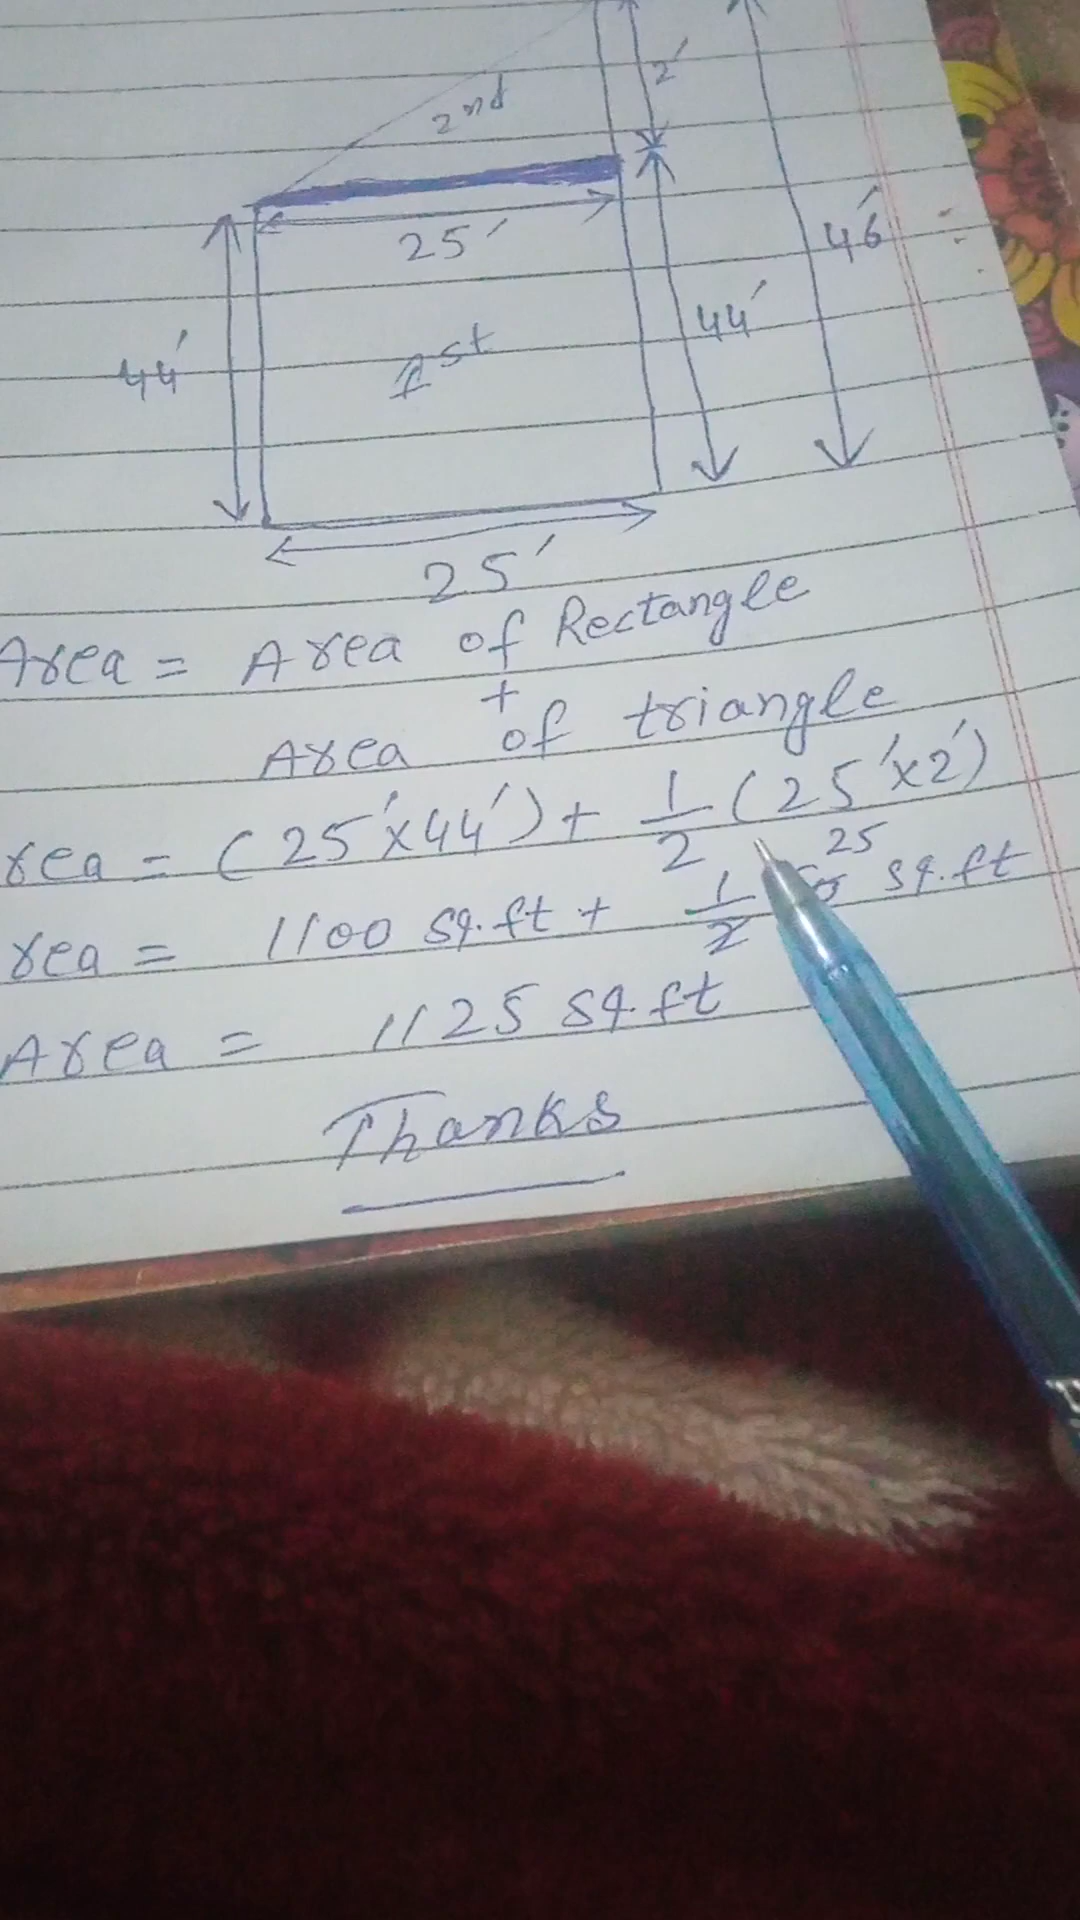 2'
2nd
25'
46'
44'
44'
1st
25'
Area = Area of Rectangle
+
Area of triangle
rea = (25'x44') + 1/2 (25'x2')
25
rea = 1100 sq.ft + 1/2 sq.ft
Area = 1125 sq.ft
Thanks